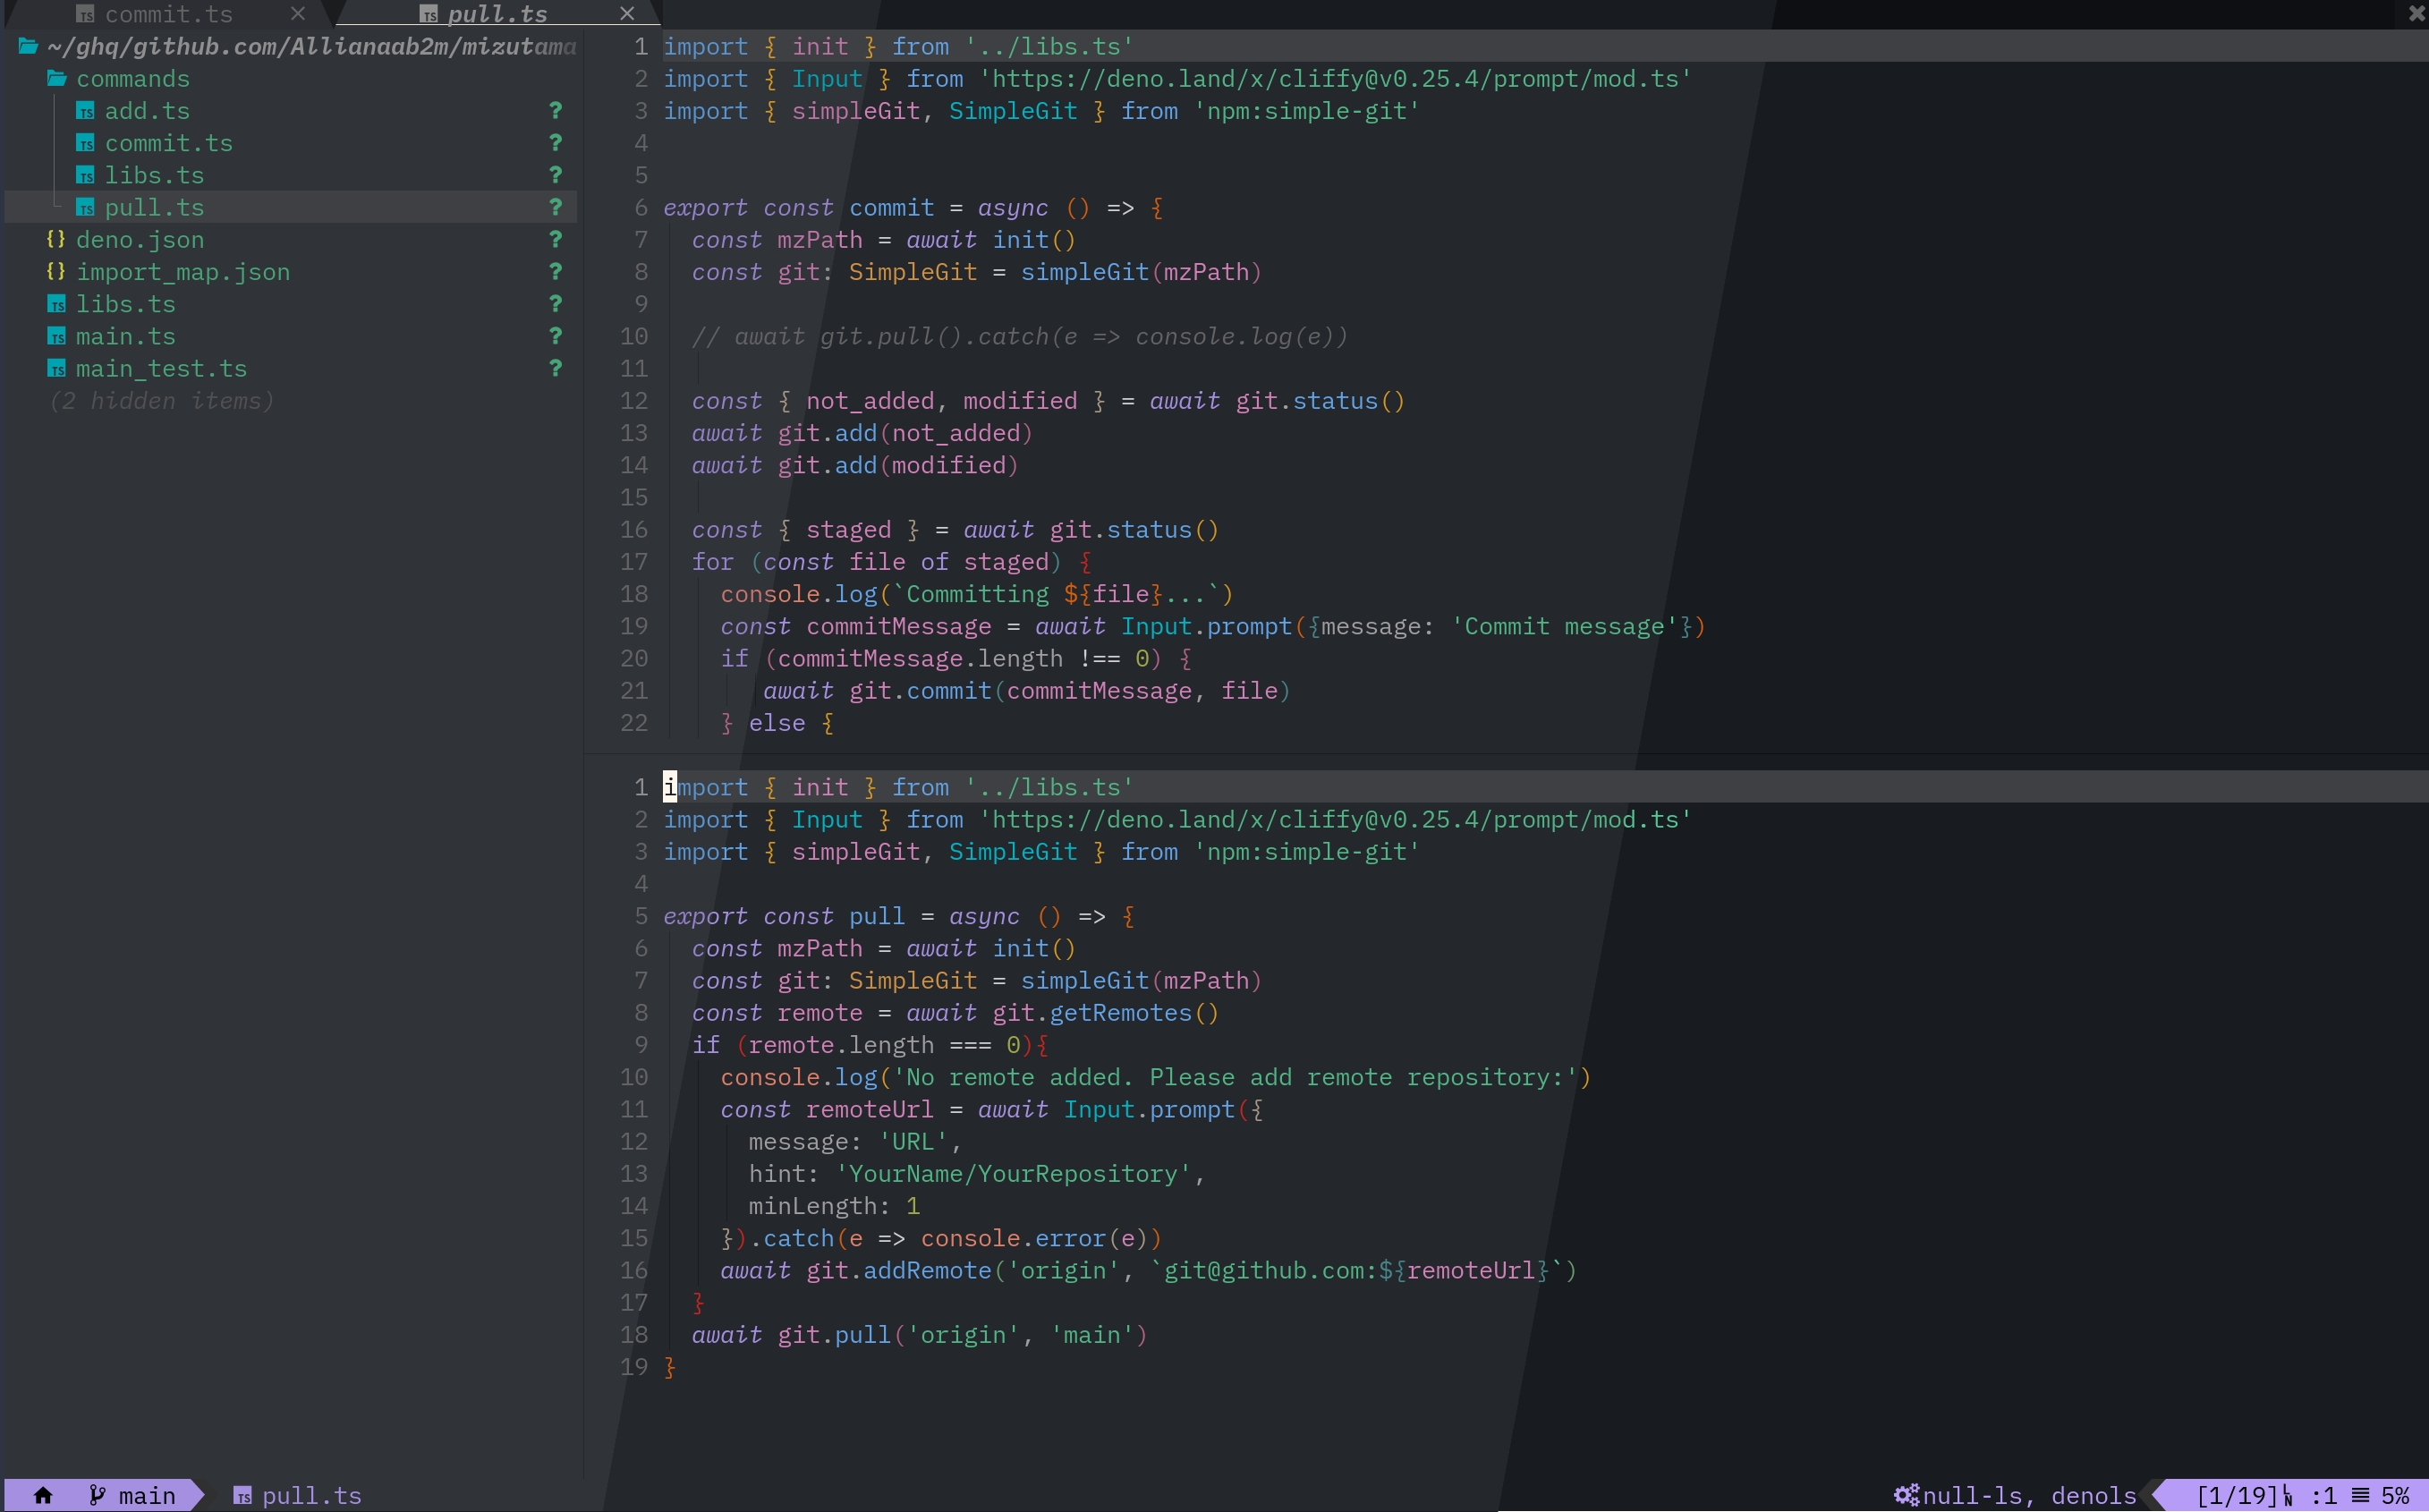 commit.ts
pull.ts
~/ghq/github.com/Allianaab2m/mizutama
commands
add.ts ?
commit.ts ?
libs.ts ?
pull.ts ?
{} deno.json ?
{} import_map.json ?
libs.ts ?
main.ts ?
main_test.ts ?
(2 hidden items)
1 import { init } from '../libs.ts'
2 import { Input } from 'https://deno.land/x/cliffy@v0.25.4/prompt/mod.ts'
3 import { simpleGit, SimpleGit } from 'npm:simple-git'
4
5
6 export const commit = async () => {
7   const mzPath = await init()
8   const git: SimpleGit = simpleGit(mzPath)
9
10   // await git.pull().catch(e => console.log(e))
11
12   const { not_added, modified } = await git.status()
13   await git.add(not_added)
14   await git.add(modified)
15
16   const { staged } = await git.status()
17   for (const file of staged) {
18     console.log(`Committing ${file}...`)
19     const commitMessage = await Input.prompt({message: 'Commit message'})
20     if (commitMessage.length !== 0) {
21        await git.commit(commitMessage, file)
22     } else {
1 import { init } from '../libs.ts'
2 import { Input } from 'https://deno.land/x/cliffy@v0.25.4/prompt/mod.ts'
3 import { simpleGit, SimpleGit } from 'npm:simple-git'
4
5 export const pull = async () => {
6   const mzPath = await init()
7   const git: SimpleGit = simpleGit(mzPath)
8   const remote = await git.getRemotes()
9   if (remote.length === 0){
10     console.log('No remote added. Please add remote repository:')
11     const remoteUrl = await Input.prompt({
12       message: 'URL',
13       hint: 'YourName/YourRepository',
14       minLength: 1
15     }).catch(e => console.error(e))
16     await git.addRemote('origin', `git@github.com:${remoteUrl}`)
17   }
18   await git.pull('origin', 'main')
19 }
main pull.ts null-ls, denols [1/19] LN :1 5%